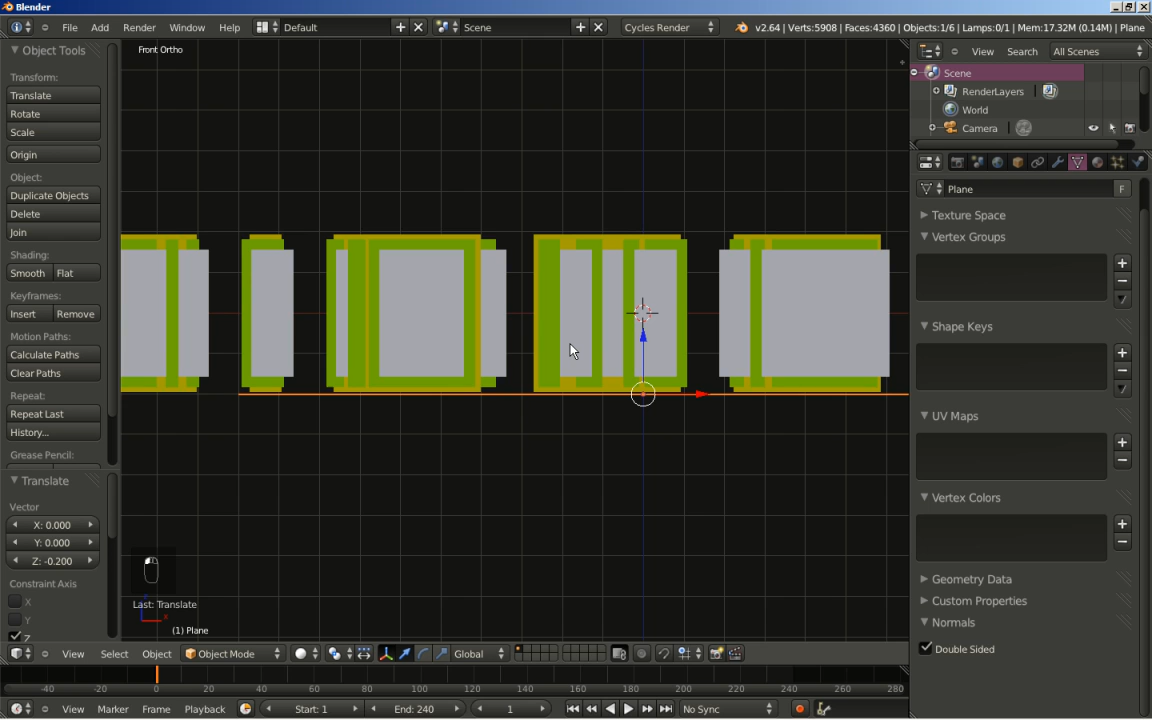 Blender
File Add Render Window Help Default Scene Cycles Render v2.64 | Verts:5908 | Faces:4360 | Objects:1/6 | Lamps:0/1 | Mem:17.32M (0.14M) | Plane
Object Tools
Transform:
Translate
Rotate
Scale
Origin
Object:
Duplicate Objects
Delete
Join
Shading:
Smooth Flat
Keyframes:
Insert Remove
Motion Paths:
Calculate Paths
Clear Paths
Repeat:
Repeat Last
History...
Grease Pencil:
Translate
Vector
X: 0.000
Y: 0.000
Z: -0.200
Constraint Axis
X
Y
Z
Front Ortho
Last: Translate
(1) Plane
View Search All Scenes
Scene
RenderLayers
World
Camera
Plane F
Texture Space
Vertex Groups
Shape Keys
UV Maps
Vertex Colors
Geometry Data
Custom Properties
Normals
Double Sided
View Select Object Object Mode Global
-40 -20 0 20 40 60 80 100 120 140 160 180 200 220 240 260 280
View Marker Frame Playback Start: 1 End: 240 1 No Sync